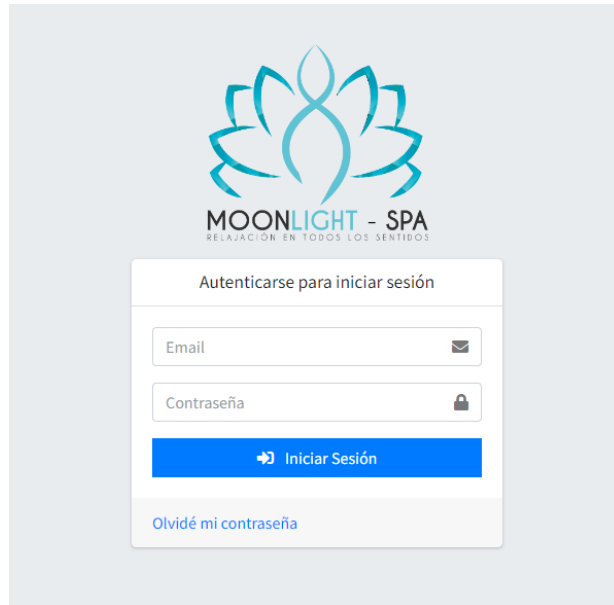 MOONLIGHT - SPA
RELAJACIÓN EN TODOS LOS SENTIDOS
Autenticarse para iniciar sesión
Email
Contraseña
Iniciar Sesión
Olvidé mi contraseña